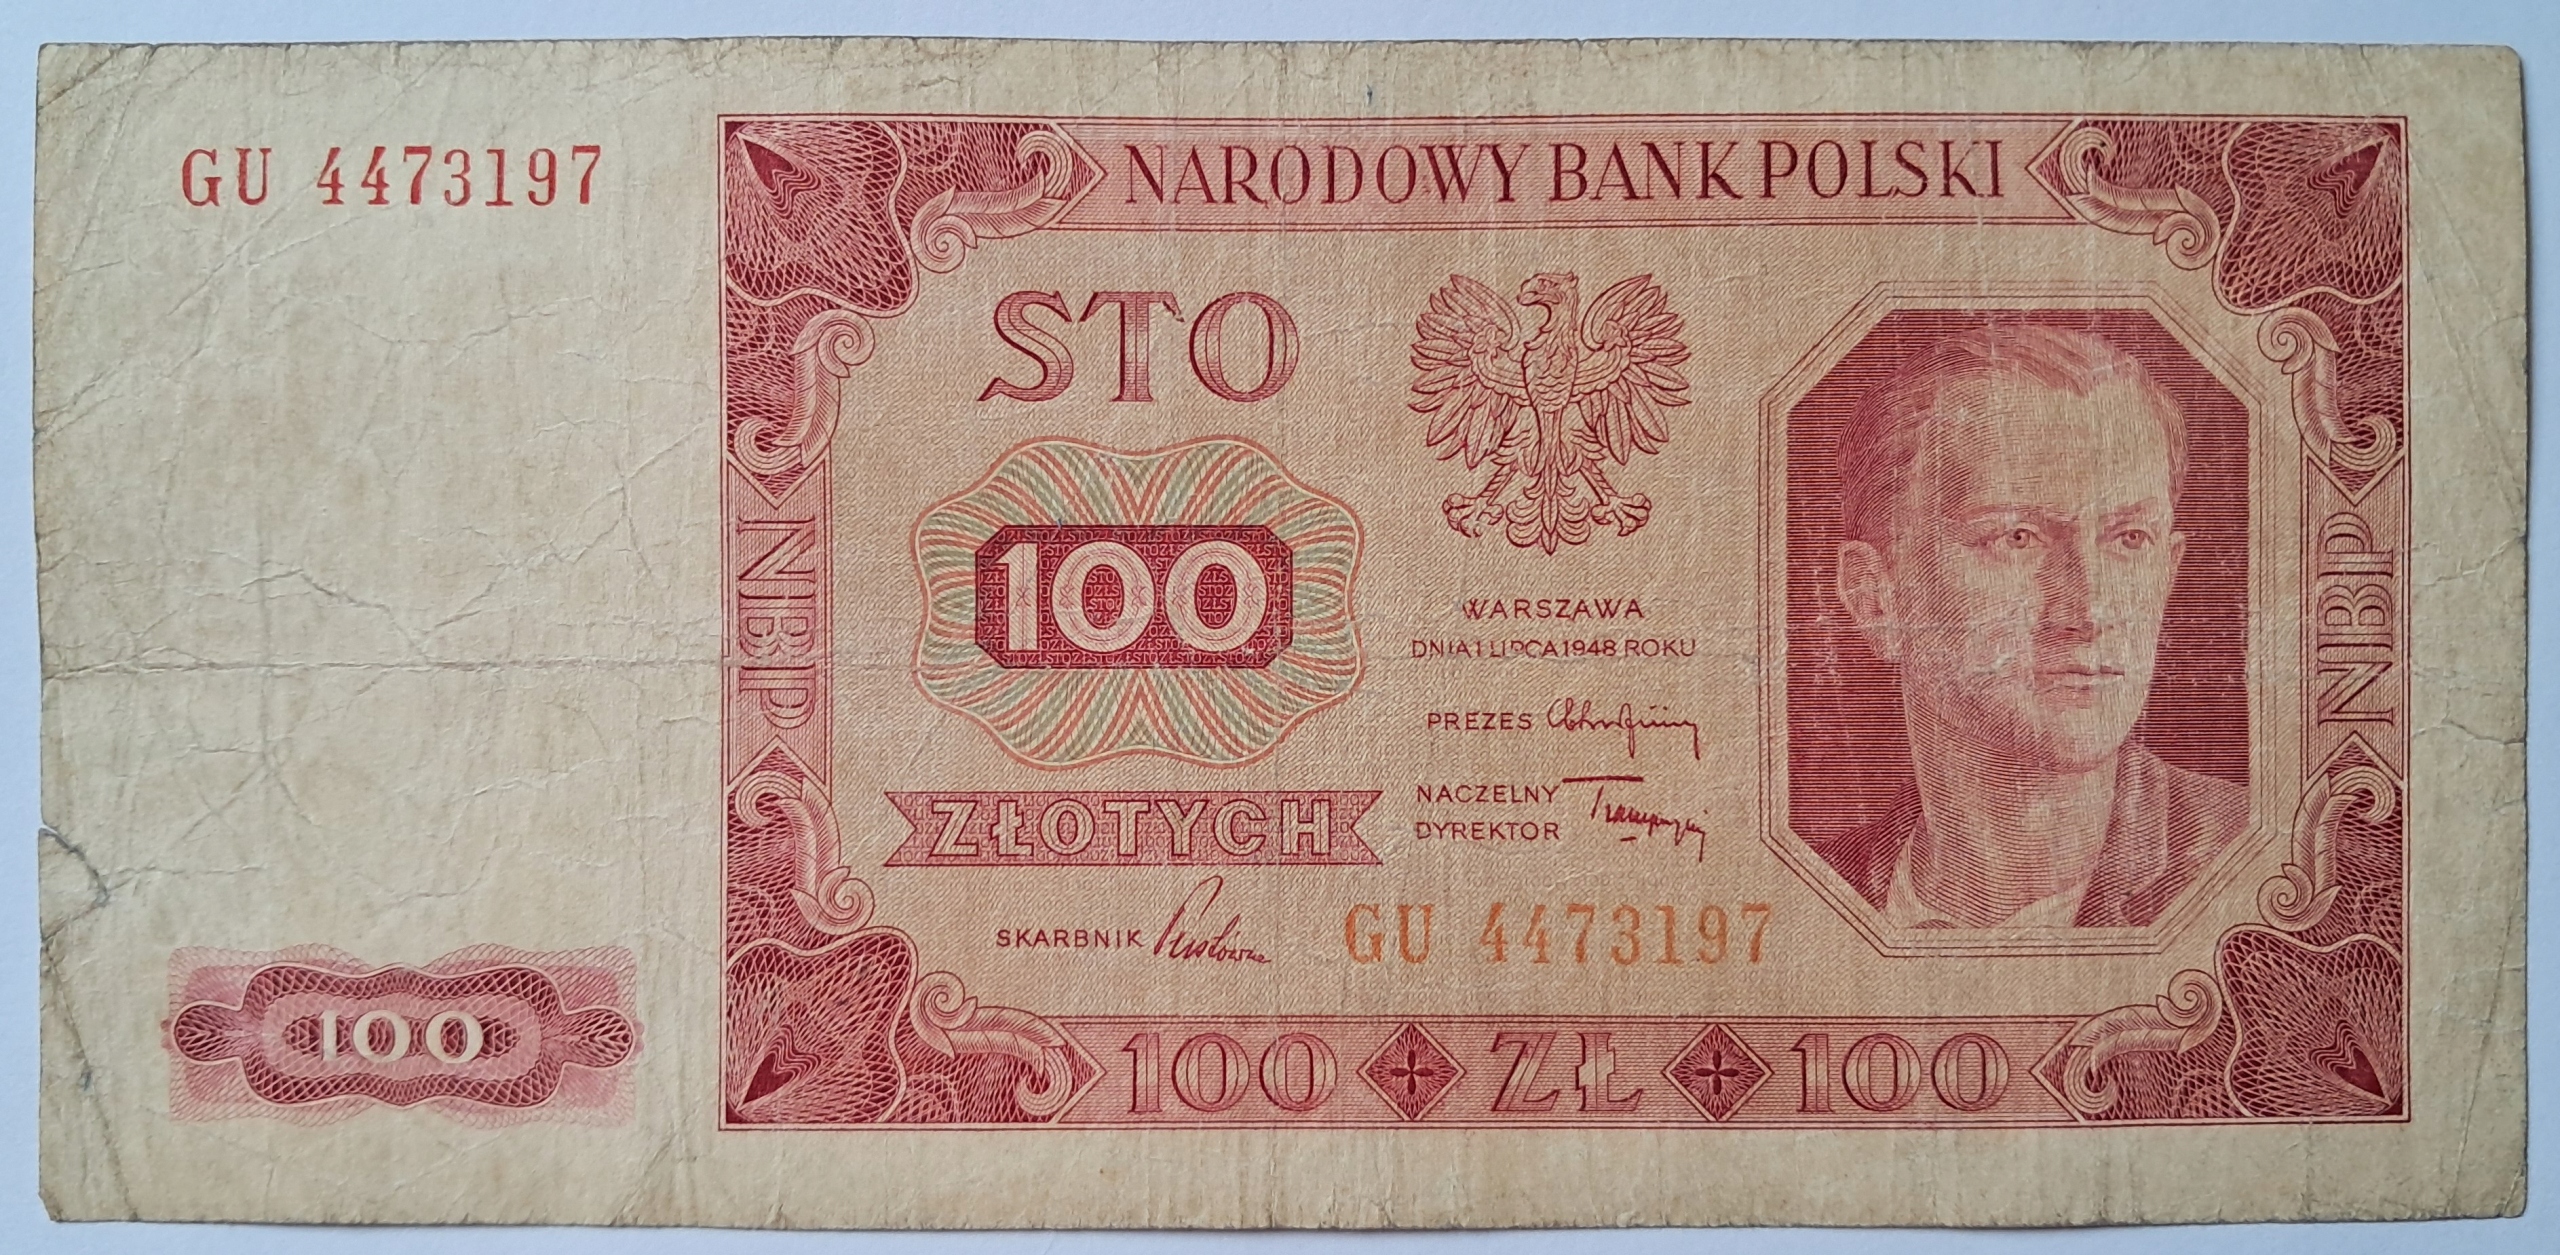 GU 4473197
NARODOWY BANK POLSKI
STO
100
NBP
NBP
WARSZAWA
DNIA 1 LIPCA 1948 ROKU
PREZES
ZŁOTYCH
NACZELNY
DYREKTOR
SKARBNIK
GU 4473197
100
100 ZŁ 100